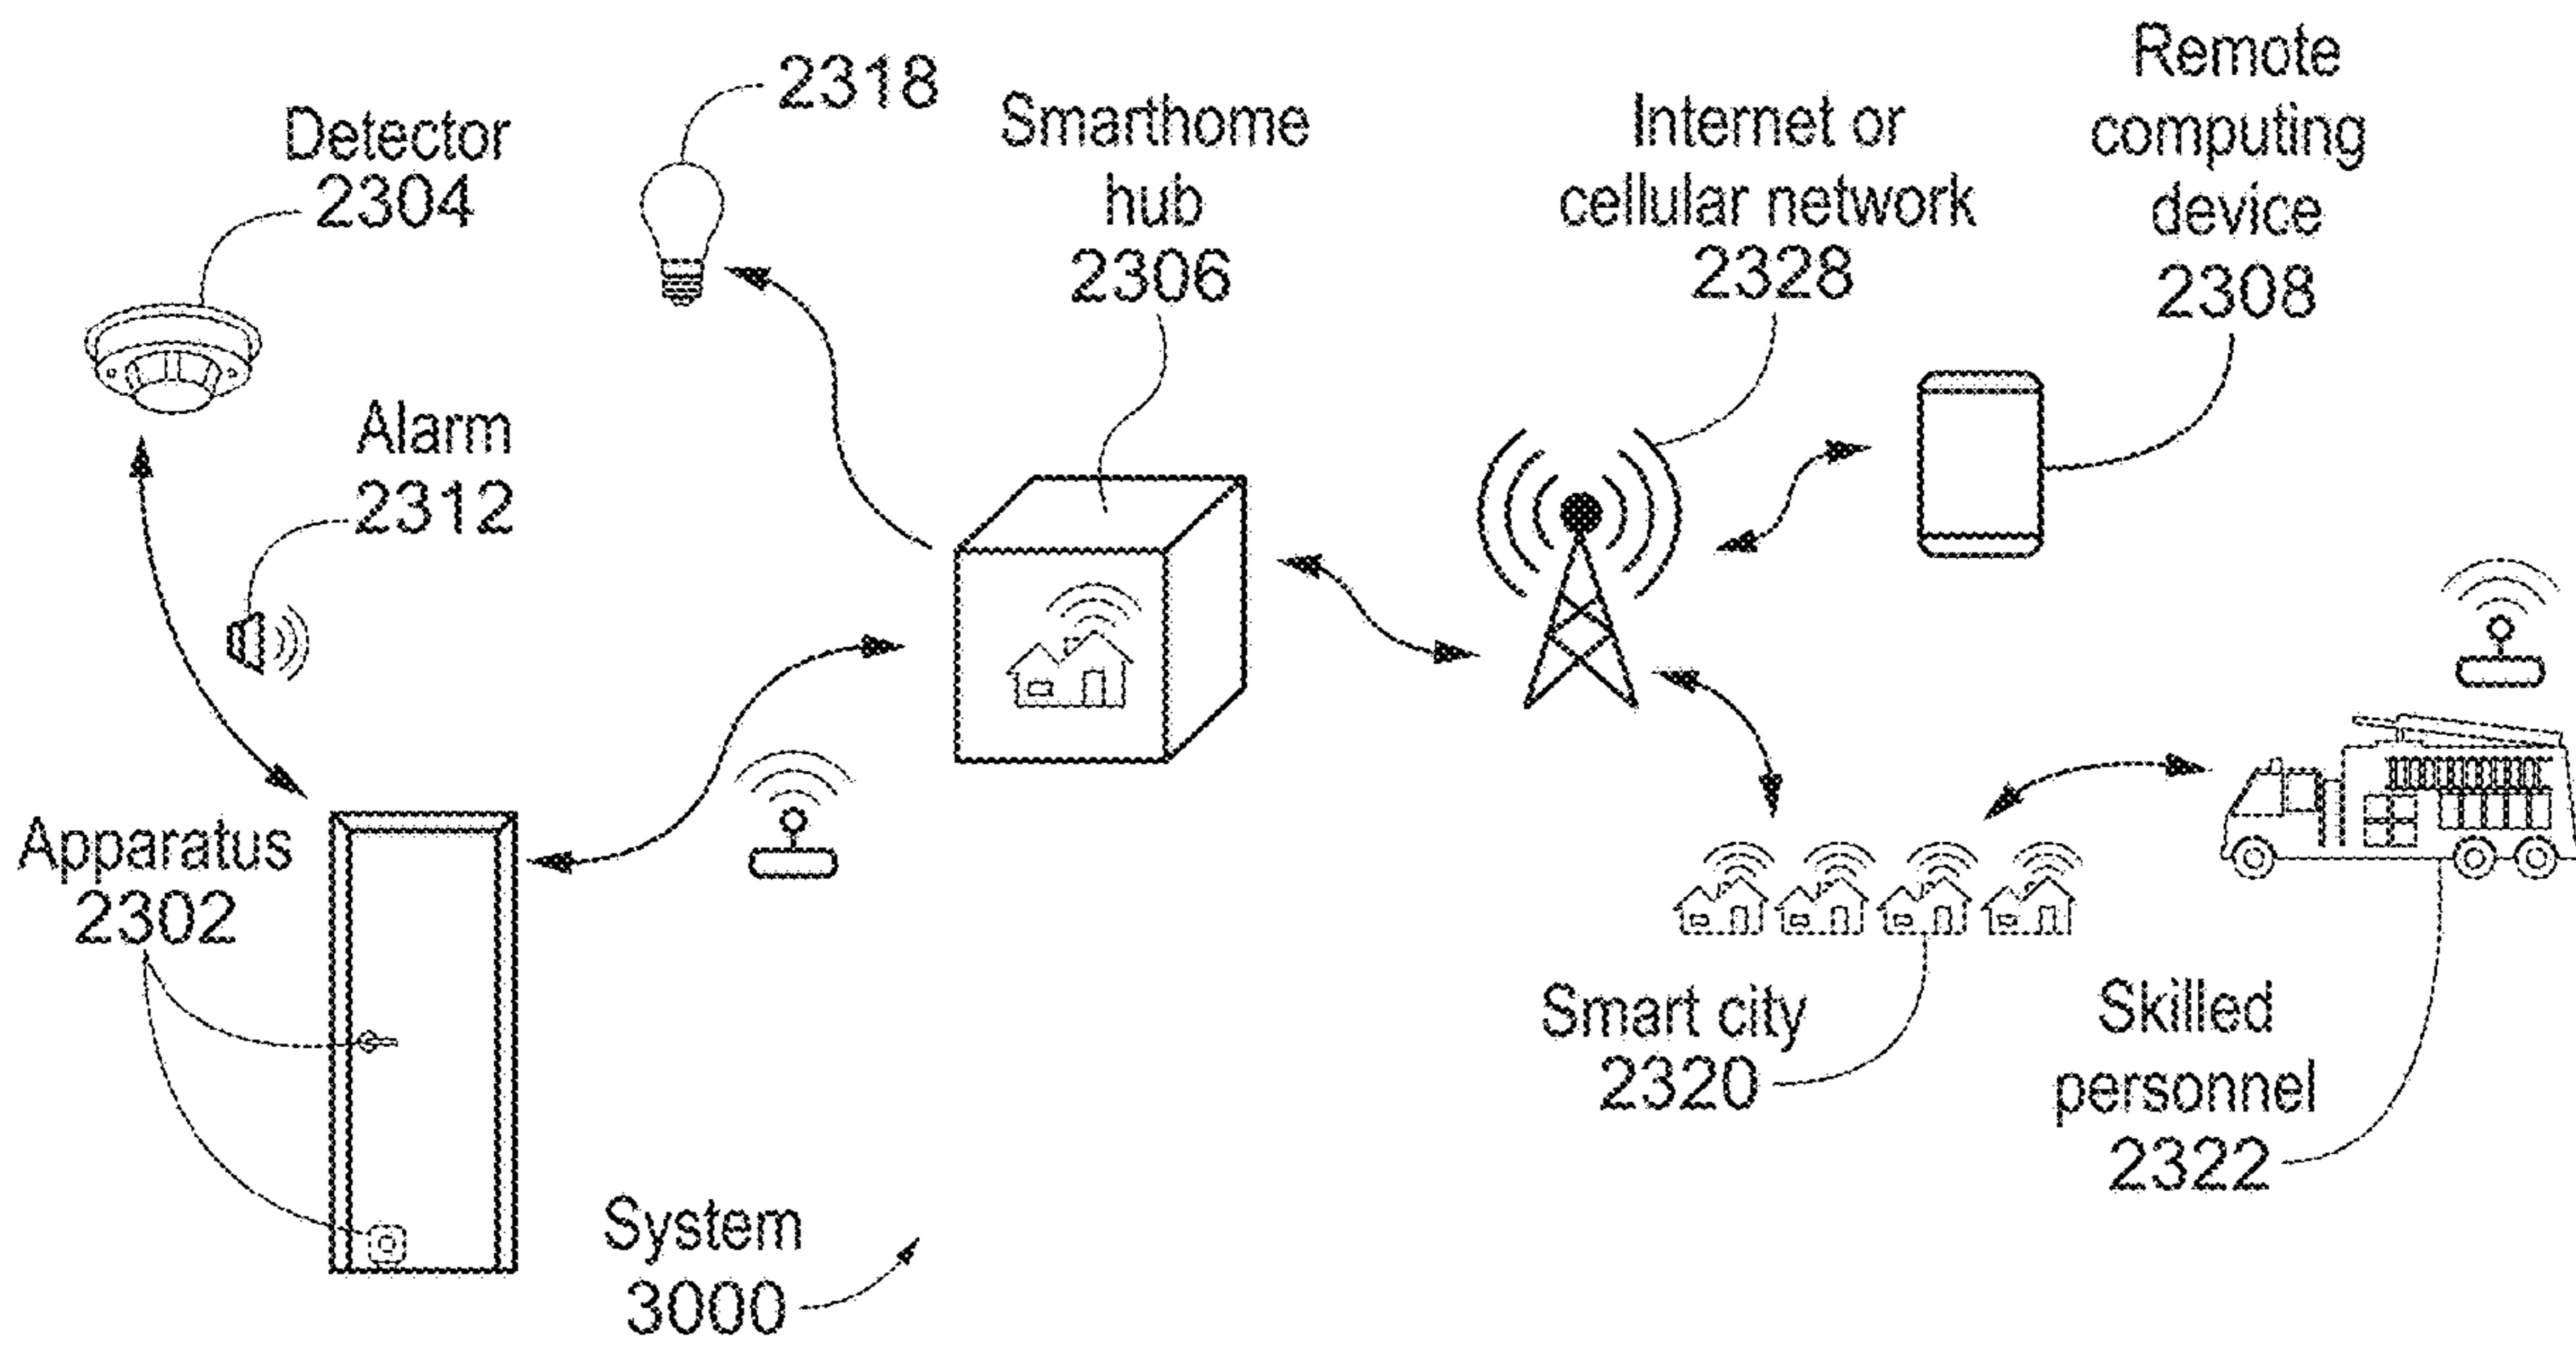 Detector
2304
2318
Smarthome
hub
2306
Internet or
cellular network
2328
Remote
computing
device
2308
Alarm
2312
Apparatus
2302
Smart city
2320
Skilled
personnel
2322
System
3000